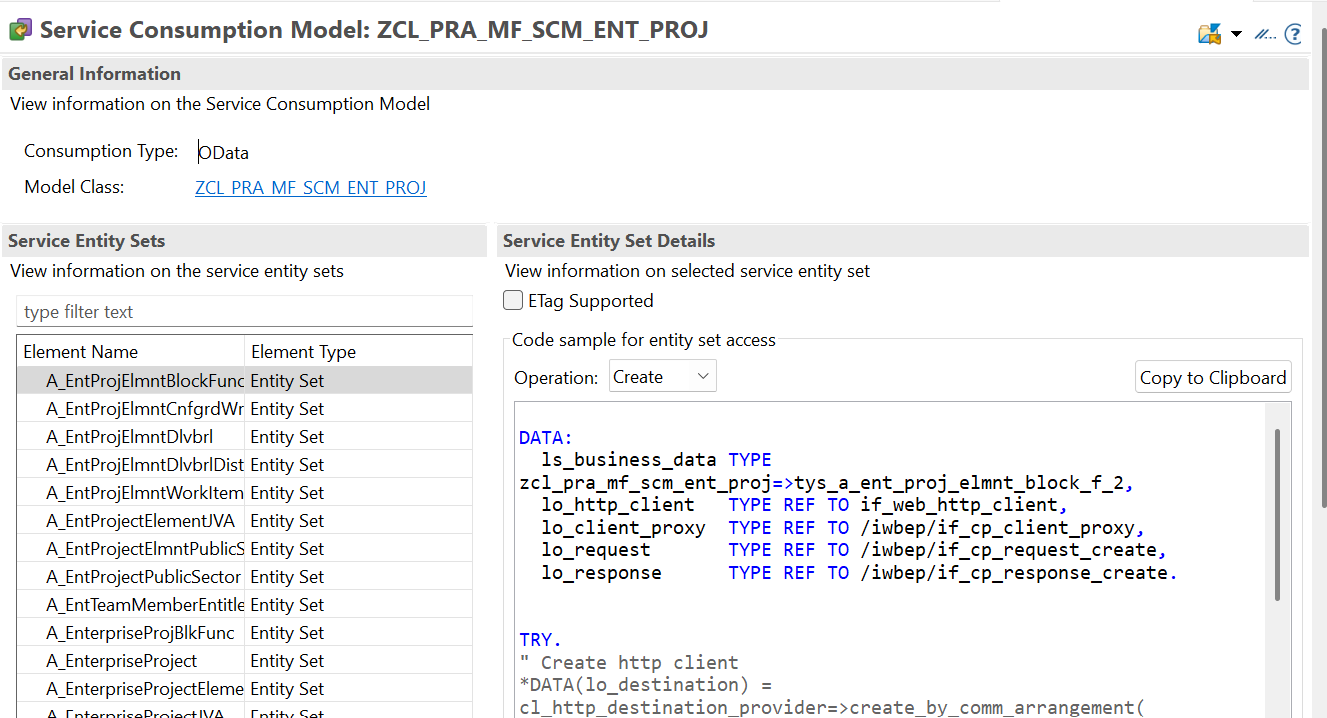 Service Consumption Model: ZCL_PRA_MF_SCM_ENT_PROJ
General Information
View information on the Service Consumption Model
Consumption Type: OData
Model Class: ZCL_PRA_MF_SCM_ENT_PROJ
Service Entity Sets
View information on the service entity sets
type filter text
Element Name Element Type
A_EntProjElmntBlockFunc Entity Set
A_EntProjElmntCnfgrdWr Entity Set
A_EntProjElmntDlvbrl Entity Set
A_EntProjElmntDlvbrlDist Entity Set
A_EntProjElmntWorkItem Entity Set
A_EntProjectElementJVA Entity Set
A_EntProjectElmntPublicS Entity Set
A_EntProjectPublicSector Entity Set
A_EntTeamMemberEntitle Entity Set
A_EnterpriseProjBlkFunc Entity Set
A_EnterpriseProject Entity Set
A_EnterpriseProjectEleme Entity Set
A_EnterpriseProjectJVA Entity Set
Service Entity Set Details
View information on selected service entity set
ETag Supported
Code sample for entity set access
Operation: Create
Copy to Clipboard
DATA:
ls_business_data TYPE
zcl_pra_mf_scm_ent_proj=>tys_a_ent_proj_elmnt_block_f_2,
lo_http_client TYPE REF TO if_web_http_client,
lo_client_proxy TYPE REF TO /iwbep/if_cp_client_proxy,
lo_request TYPE REF TO /iwbep/if_cp_request_create,
lo_response TYPE REF TO /iwbep/if_cp_response_create.
TRY.
" Create http client
*DATA(lo_destination) =
cl_http_destination_provider=>create_by_comm_arrangement(